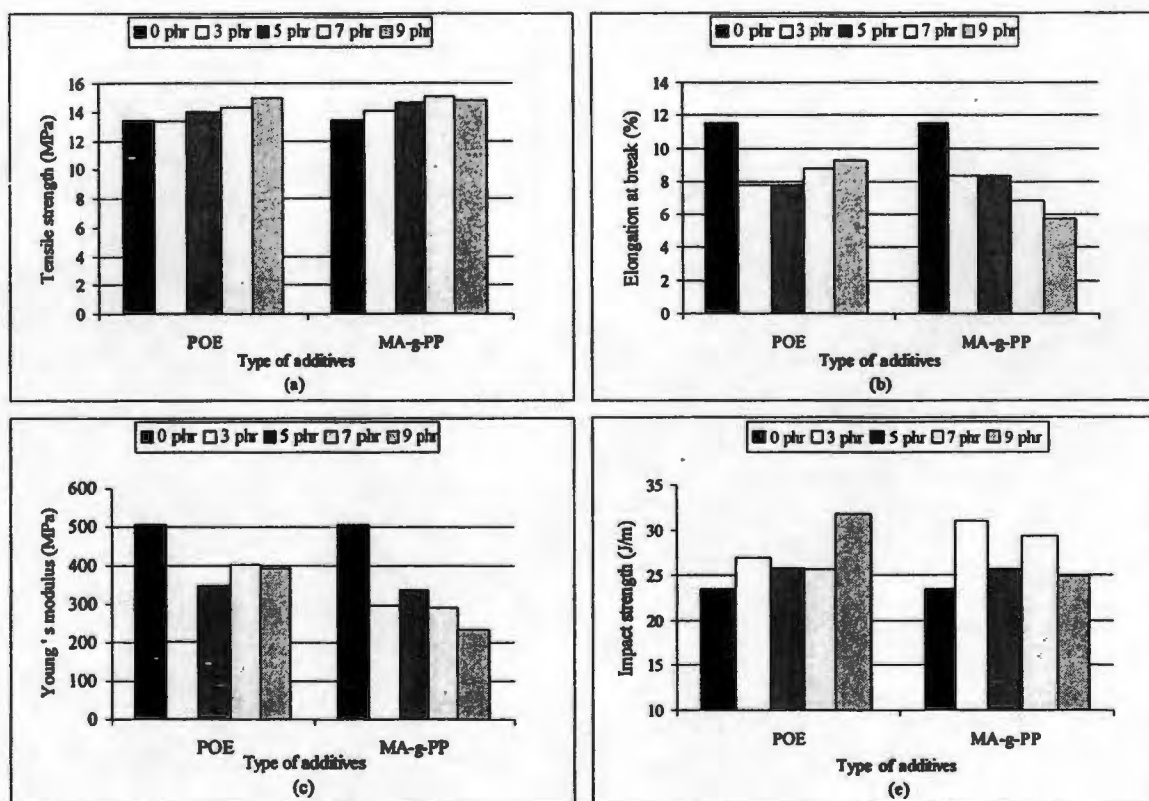 0 phr 3 phr 5 phr 7 phr 9 phr
16
14
12
10
8
6
4
2
0
Tensile strength (MPa)
POE MA-g-PP
Type of additives
(a)
0 phr 3 phr 5 phr 7 phr 9 phr
14
12
10
8
6
4
2
0
Elongation at break (%)
POE MA-g-PP
Type of additives
(b)
0 phr 3 phr 5 phr 7 phr 9 phr
600
500
400
300
200
100
0
Young ' s modulus (MPa)
POE MA-g-PP
Type of additives
(c)
0 phr 3 phr 5 phr 7 phr 9 phr
35
30
25
20
15
10
Impact strength (J/m)
POE MA-g-PP
Type of additives
(e)